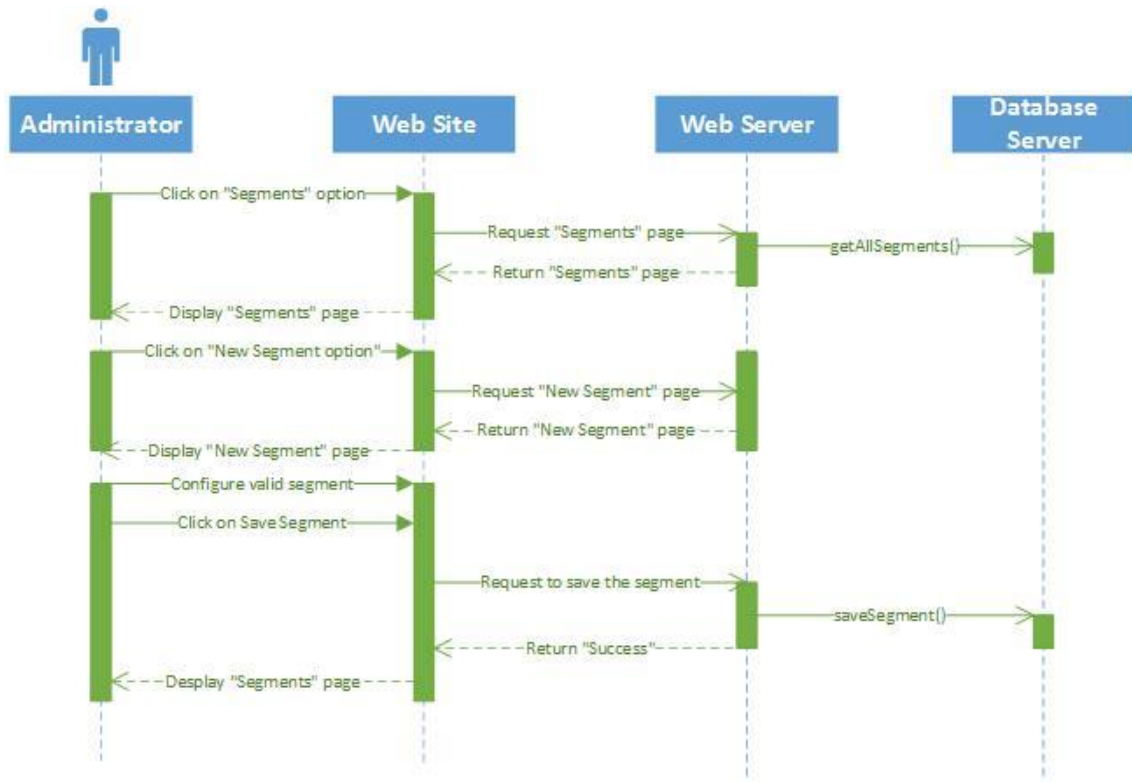 Administrator
Web Site
Web Server
Database
Server
Click on "Segments" option
Request "Segments" page
getAllSegments()
Return "Segments" page
Display "Segments" page
Click on "New Segment option"
Request "New Segment" page
Return "New Segment" page
Display "New Segment" page
Configure valid segment
Click on Save Segment
Request to save the segment
saveSegment()
Return "Success"
Desplay "Segments" page